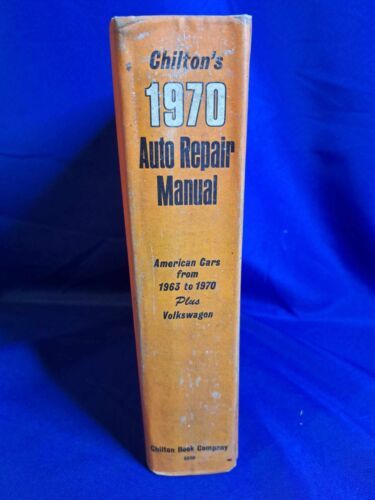 Chilton's
1970
Auto Repair
Manual
American Cars
from
1963 to 1970
Plus
Volkswagen
Chilton Book Company